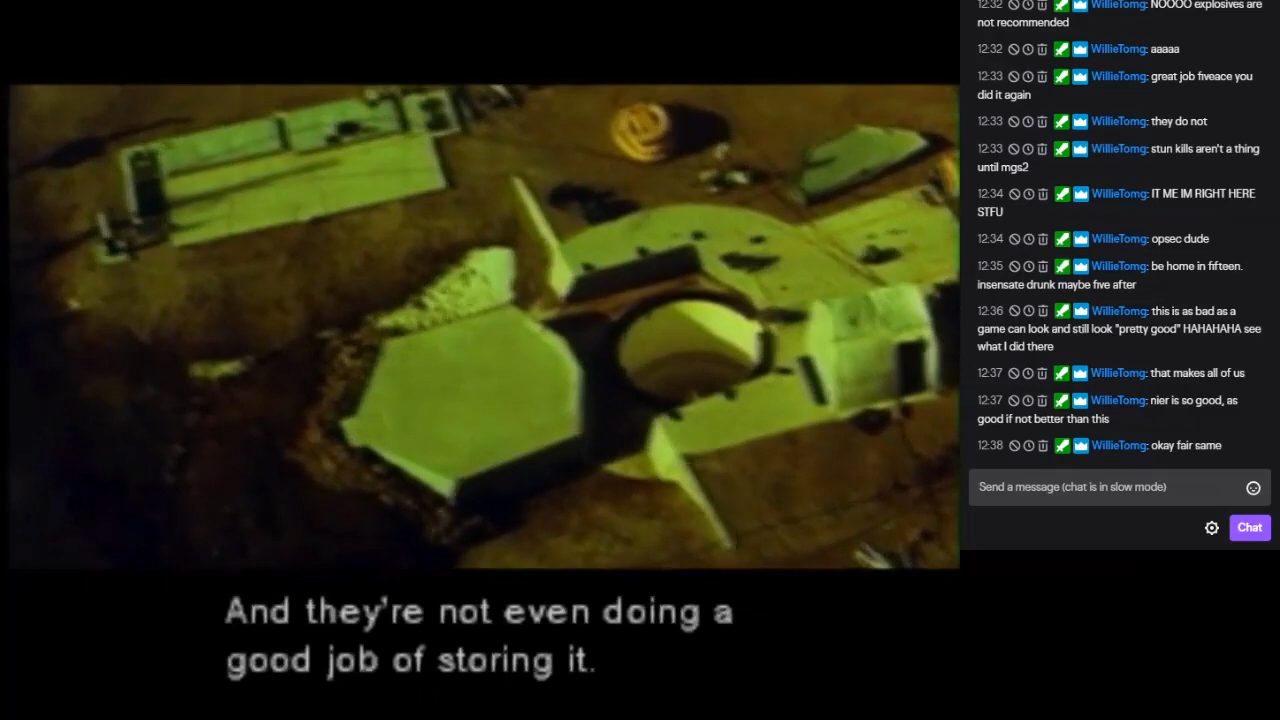 12:32 WillieTomg: NOOOO explosives are
not recommended
12:32 WillieTomg: aaaaa
12:33 WillieTomg: great job fiveace you
did it again
12:33 WillieTomg: they do not
12:33 WillieTomg: stun kills aren't a thing
until mgs2
12:34 WillieTomg: IT ME IM RIGHT HERE
STFU
12:34 WillieTomg: opsec dude
12:35 WillieTomg: be home in fifteen.
insensate drunk maybe five after
12:36 WillieTomg: this is as bad as a
game can look and still look "pretty good" HAHAHAHA see
what I did there
12:37 WillieTomg: that makes all of us
12:37 WillieTomg: nier is so good, as
good if not better than this
12:38 WillieTomg: okay fair same
Send a message (chat is in slow mode)
Chat
And they're not even doing a
good job of storing it.